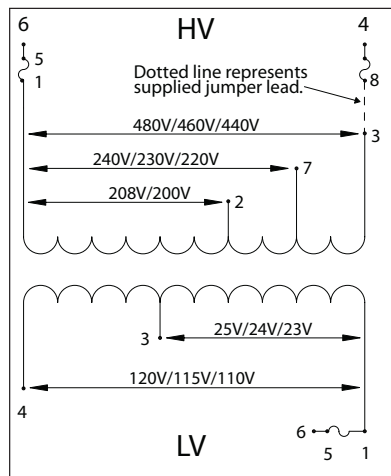 6 HV 4
5
1
8
Dotted line represents
supplied jumper lead.
480V/460V/440V
3
240V/230V/220V
7
208V/200V
2
3
25V/24V/23V
120V/115V/110V
4
6
5 1
LV